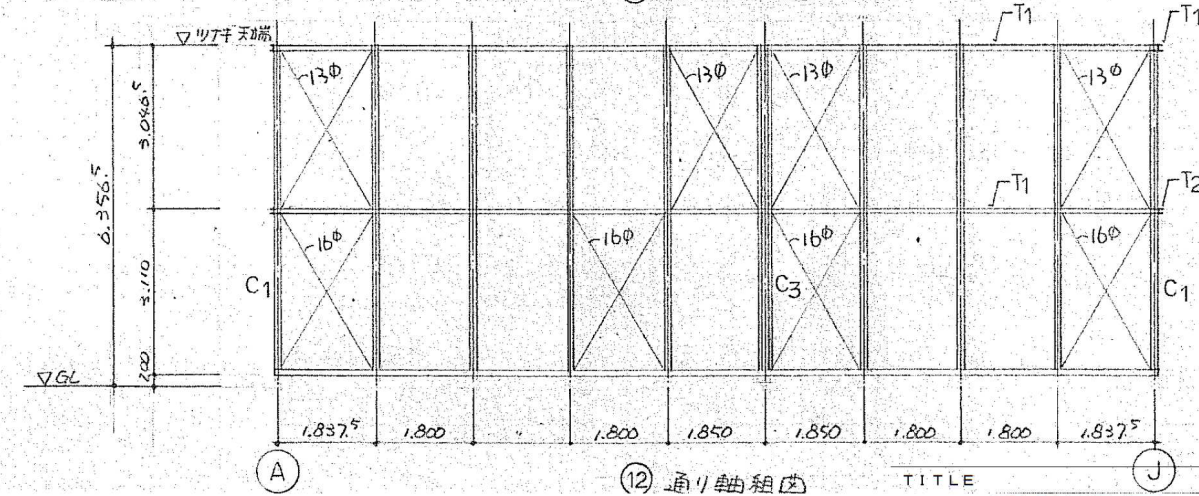 T1 T1
▽ツナギ天端
13φ 13φ 13φ 13φ
3.046.⁵
6.356.⁵
T1 T2
16φ 16φ 16φ 16φ
3.110
C1 C3 C1
200
▽GL
1.837.⁵ 1.800 〃 1.800 1.850 1.850 1.800 1.800 1.837.⁵
A ⑫ 通り軸組図 TITLE J